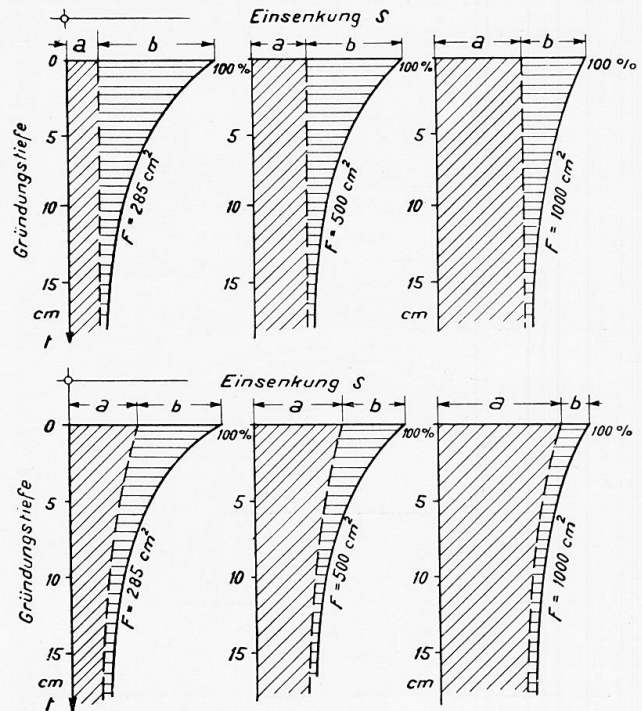 Einsenkung S
a b a b a b
0 100% 100% 100%
5 5 5
10 10 10
15 15 15
cm cm
t
Gründungstiefe
F = 285 cm²
F = 500 cm²
F = 1000 cm²
Einsenkung S
a b a b a b
0 100% 100% 100%
5 5 5
10 10 10
15 15 15
cm cm
t
Gründungstiefe
F = 285 cm²
F = 500 cm²
F = 1000 cm²